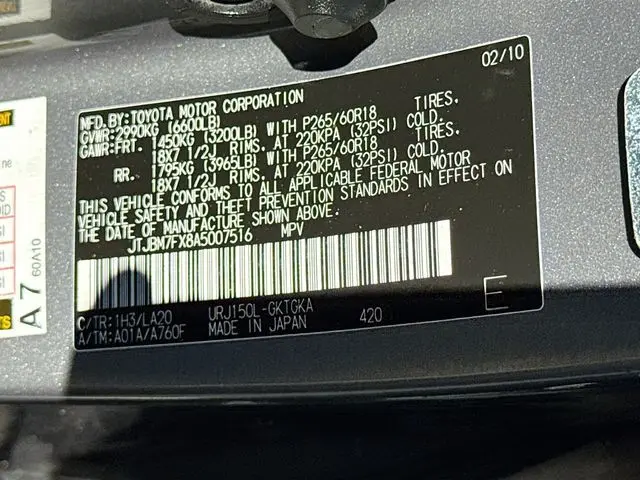 02/10
MFD.BY:TOYOTA MOTOR CORPORATION
GVWR:2990KG (6600LB)
GAWR:FRT. 1450KG (3200LB) WITH P265/60R18 TIRES.
18X7 1/2J RIMS. AT 220KPA (32PSI) COLD.
RR. 1795KG (3965LB) WITH P265/60R18 TIRES.
18X7 1/2J RIMS. AT 220KPA (32PSI) COLD.
THIS VEHICLE CONFORMS TO ALL APPLICABLE FEDERAL MOTOR
VEHICLE SAFETY AND THEFT PREVENTION STANDARDS IN EFFECT ON
THE DATE OF MANUFACTURE SHOWN ABOVE.
JTJBM7FX8A5007516 MPV
C/TR:1H3/LA20 URJ150L-GKTGKA
A/TM:A01A/A760F MADE IN JAPAN 420
E
A7
60A10